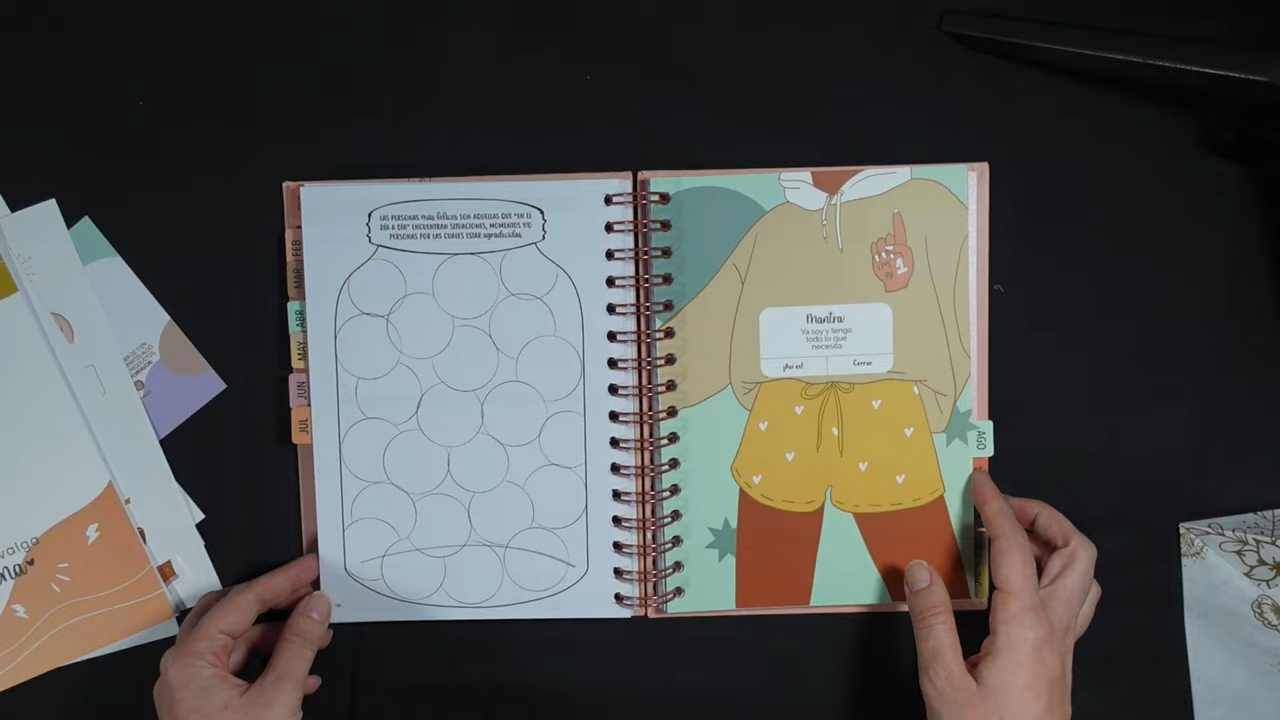 LAS PERSONAS más felices SON AQUELLAS QUE "EN EL
DÍA A DÍA" ENCUENTRAN SITUACIONES, MOMENTOS Y/O
PERSONAS POR LAS CUALES ESTAR agradecidas.
FEB
MAR
ABR
MAY
JUN
JUL
Mantra
Ya soy y tengo
todo lo que
necesito
¡Así es!
Cerrar
1
AGO
valga